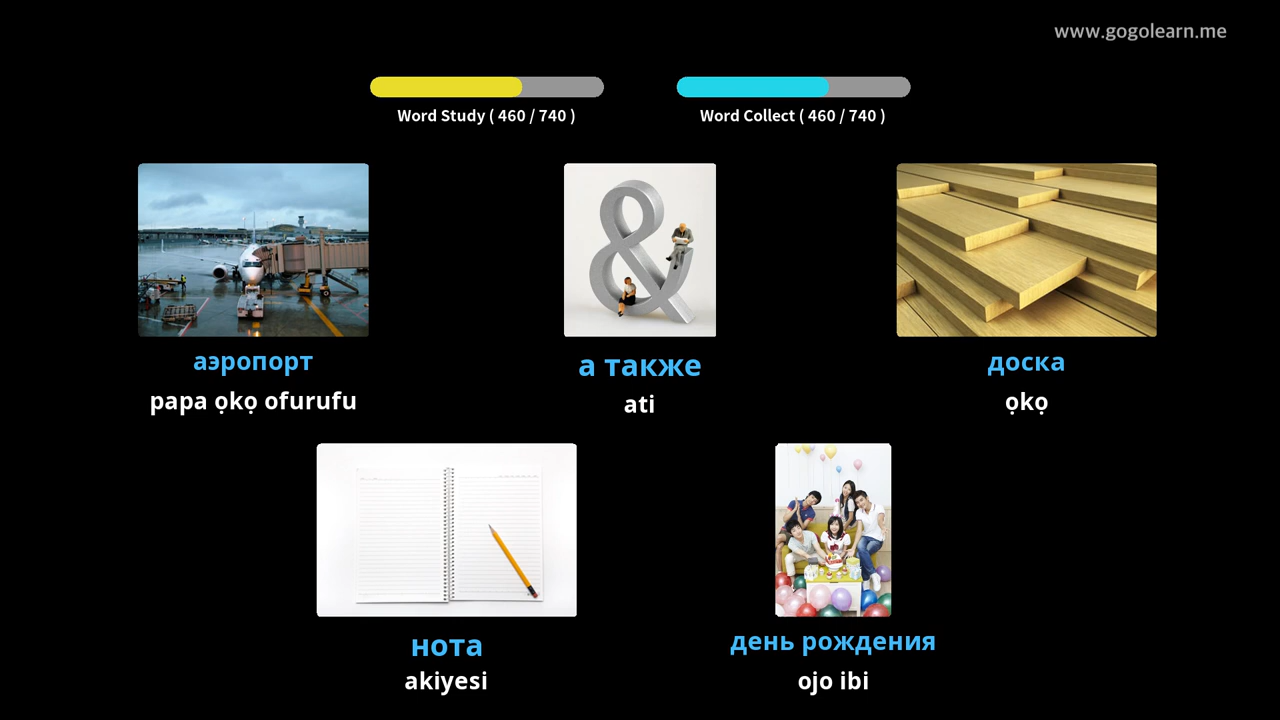 www.gogolearn.me
Word Study ( 460 / 740 )
Word Collect ( 460 / 740 )
аэропорт
papa ọkọ ofurufu
а также
ati
доска
ọkọ
нота
akiyesi
день рождения
ojo ibi